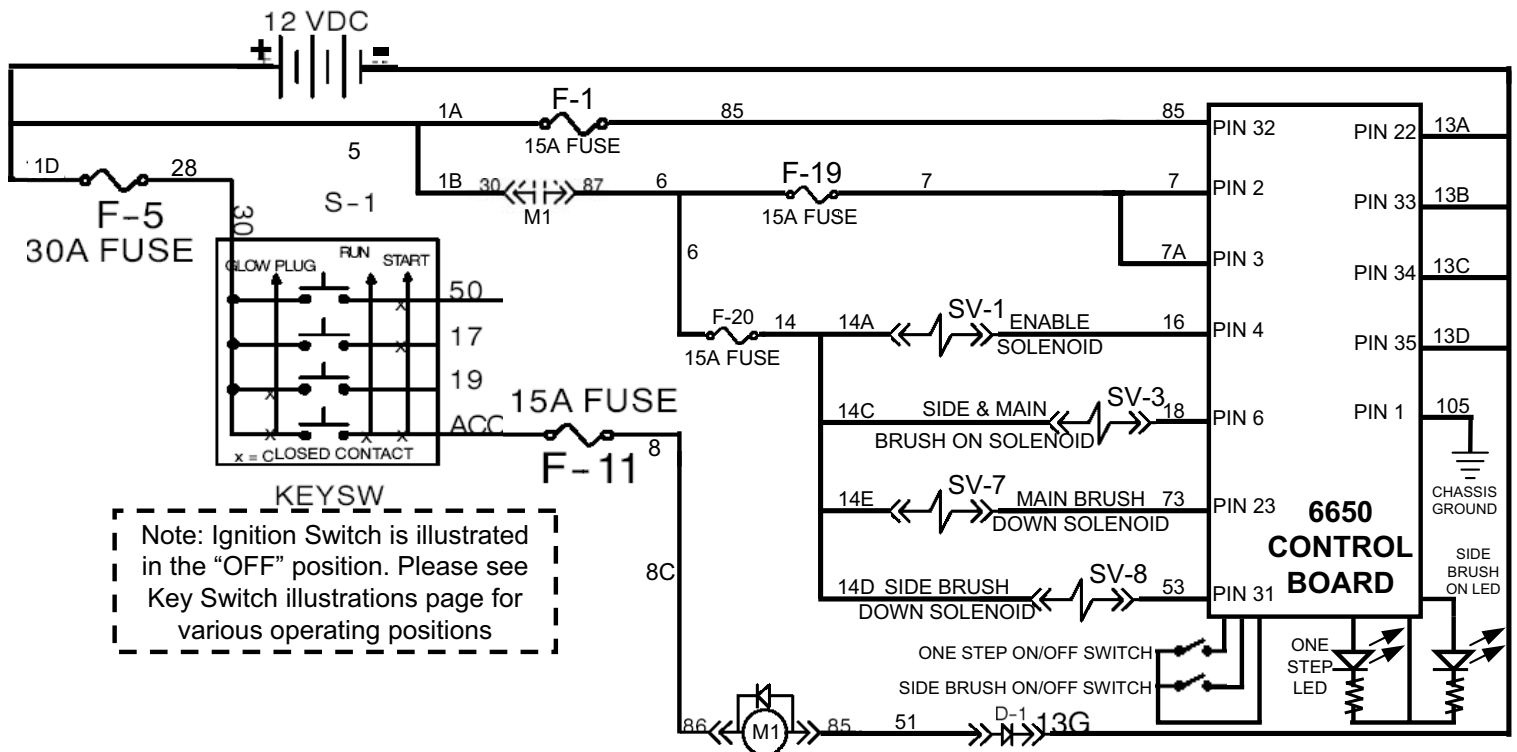 12 VDC
+ -
1A
F-1
15A FUSE
85
85
PIN 32
PIN 22
13A
1D
28
F-5
30A FUSE
5
S-1
30
1B
30
87
M1
6
F-19
15A FUSE
7
7
PIN 2
PIN 33
13B
6
7A
PIN 3
PIN 34
13C
GLOW PLUG
RUN
START
50
17
19
ACC
x
x
x
x
x
x
x = CLOSED CONTACT
KEYSW
F-20
15A FUSE
14
14A
SV-1
ENABLE
SOLENOID
16
PIN 4
PIN 35
13D
15A FUSE
F-11
8
14C
SIDE & MAIN
BRUSH ON SOLENOID
SV-3
18
PIN 6
PIN 1
105
CHASSIS
GROUND
14E
SV-7
MAIN BRUSH
DOWN SOLENOID
73
PIN 23
6650
CONTROL
BOARD
Note: Ignition Switch is illustrated
in the “OFF” position. Please see
Key Switch illustrations page for
various operating positions
8C
14D
SIDE BRUSH
DOWN SOLENOID
SV-8
53
PIN 31
SIDE
BRUSH
ON LED
ONE STEP ON/OFF SWITCH
SIDE BRUSH ON/OFF SWITCH
ONE
STEP
LED
86
M1
85
51
D-1
13G